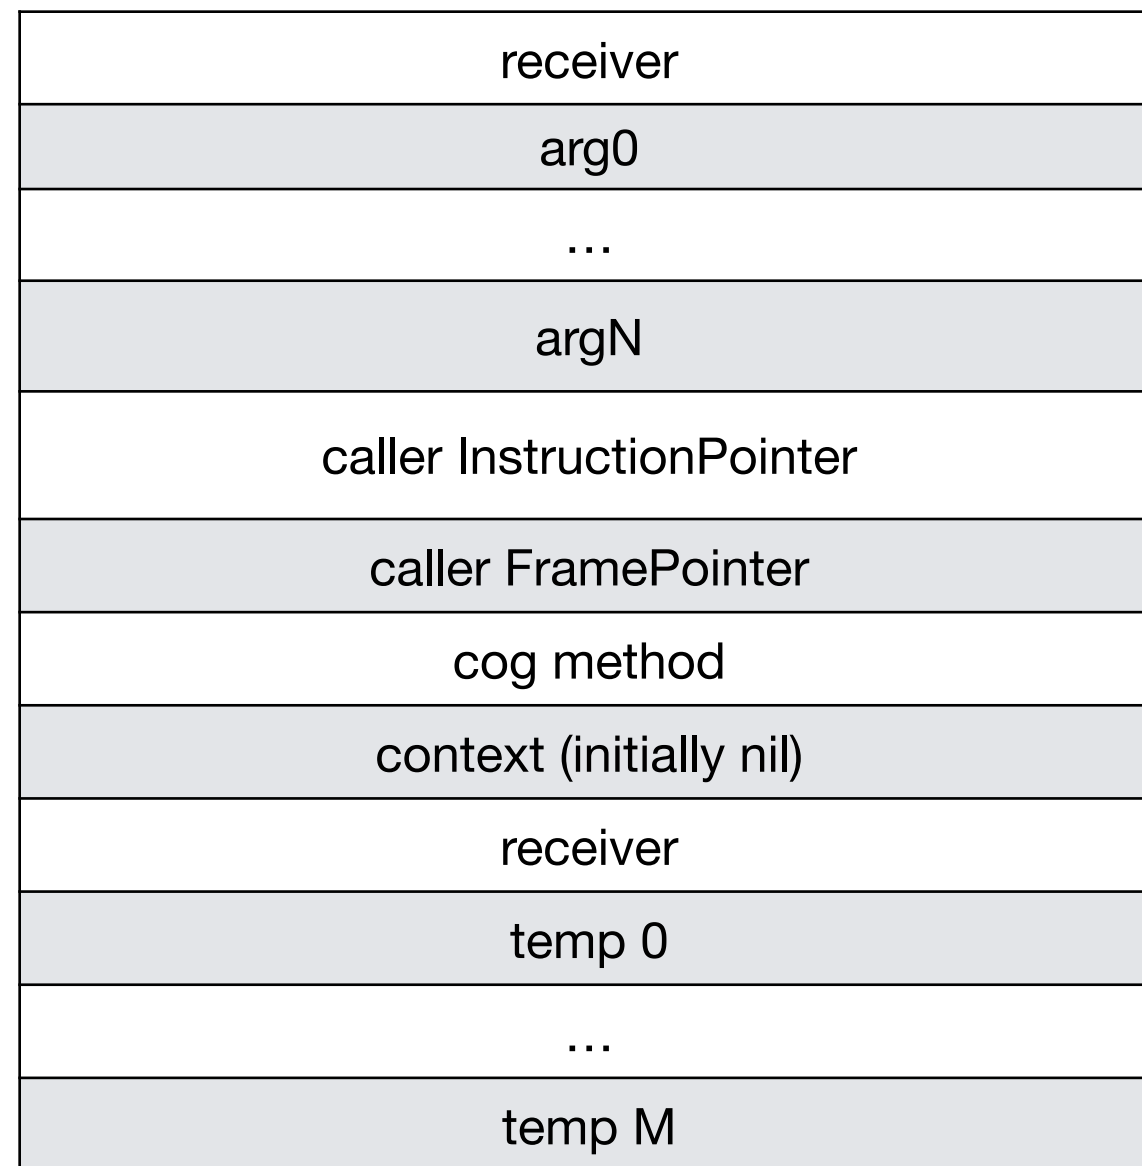 receiver
arg0
…
argN
caller InstructionPointer
caller FramePointer
cog method
context (initially nil)
receiver
temp 0
…
temp M